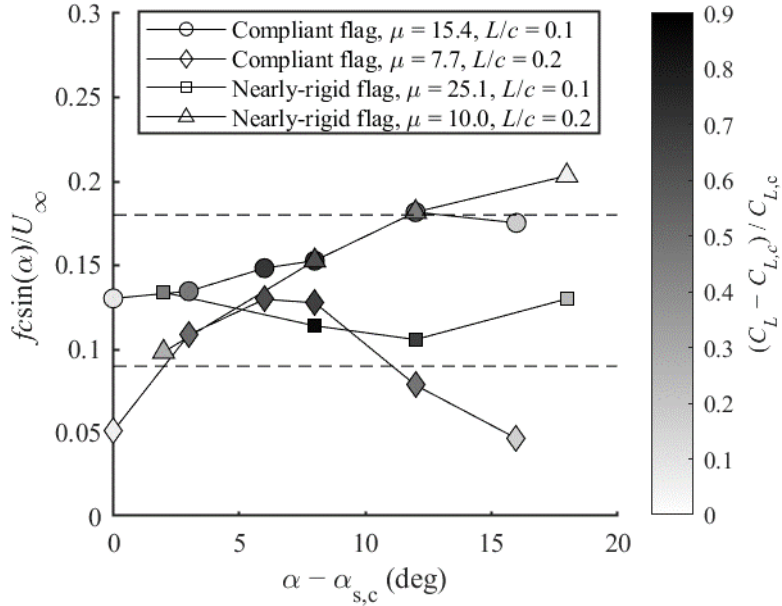 0.3
0.25
0.2
0.15
0.1
0.05
0
fcsin(α)/U∞
Compliant flag, μ = 15.4, L/c = 0.1
Compliant flag, μ = 7.7, L/c = 0.2
Nearly-rigid flag, μ = 25.1, L/c = 0.1
Nearly-rigid flag, μ = 10.0, L/c = 0.2
0 5 10 15 20
α − αs,c (deg)
0.9
0.8
0.7
0.6
0.5
0.4
0.3
0.2
0.1
0
(CL − CL,c) / CL,c